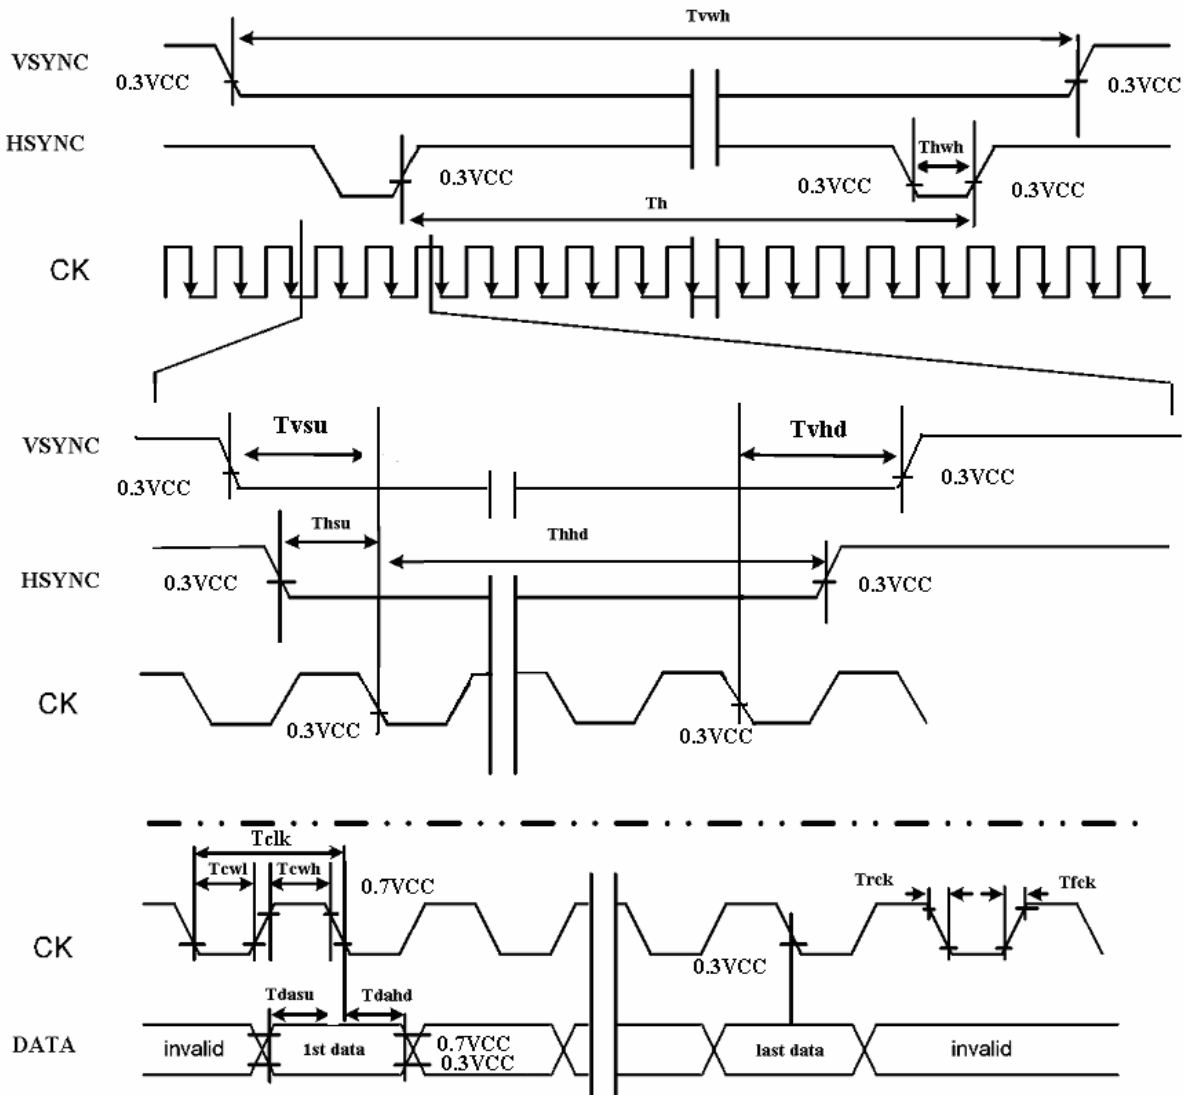 Tvwh
VSYNC
0.3VCC
0.3VCC
HSYNC
Thwh
0.3VCC
0.3VCC
0.3VCC
Th
CK
Tvsu
Tvhd
VSYNC
0.3VCC
0.3VCC
Thsu
Thhd
HSYNC
0.3VCC
0.3VCC
CK
0.3VCC
0.3VCC
Tclk
Tcwl
Tcwh
0.7VCC
Trck
Tfck
CK
0.3VCC
Tdasu
Tdahd
DATA
invalid
1st data
0.7VCC
0.3VCC
last data
invalid